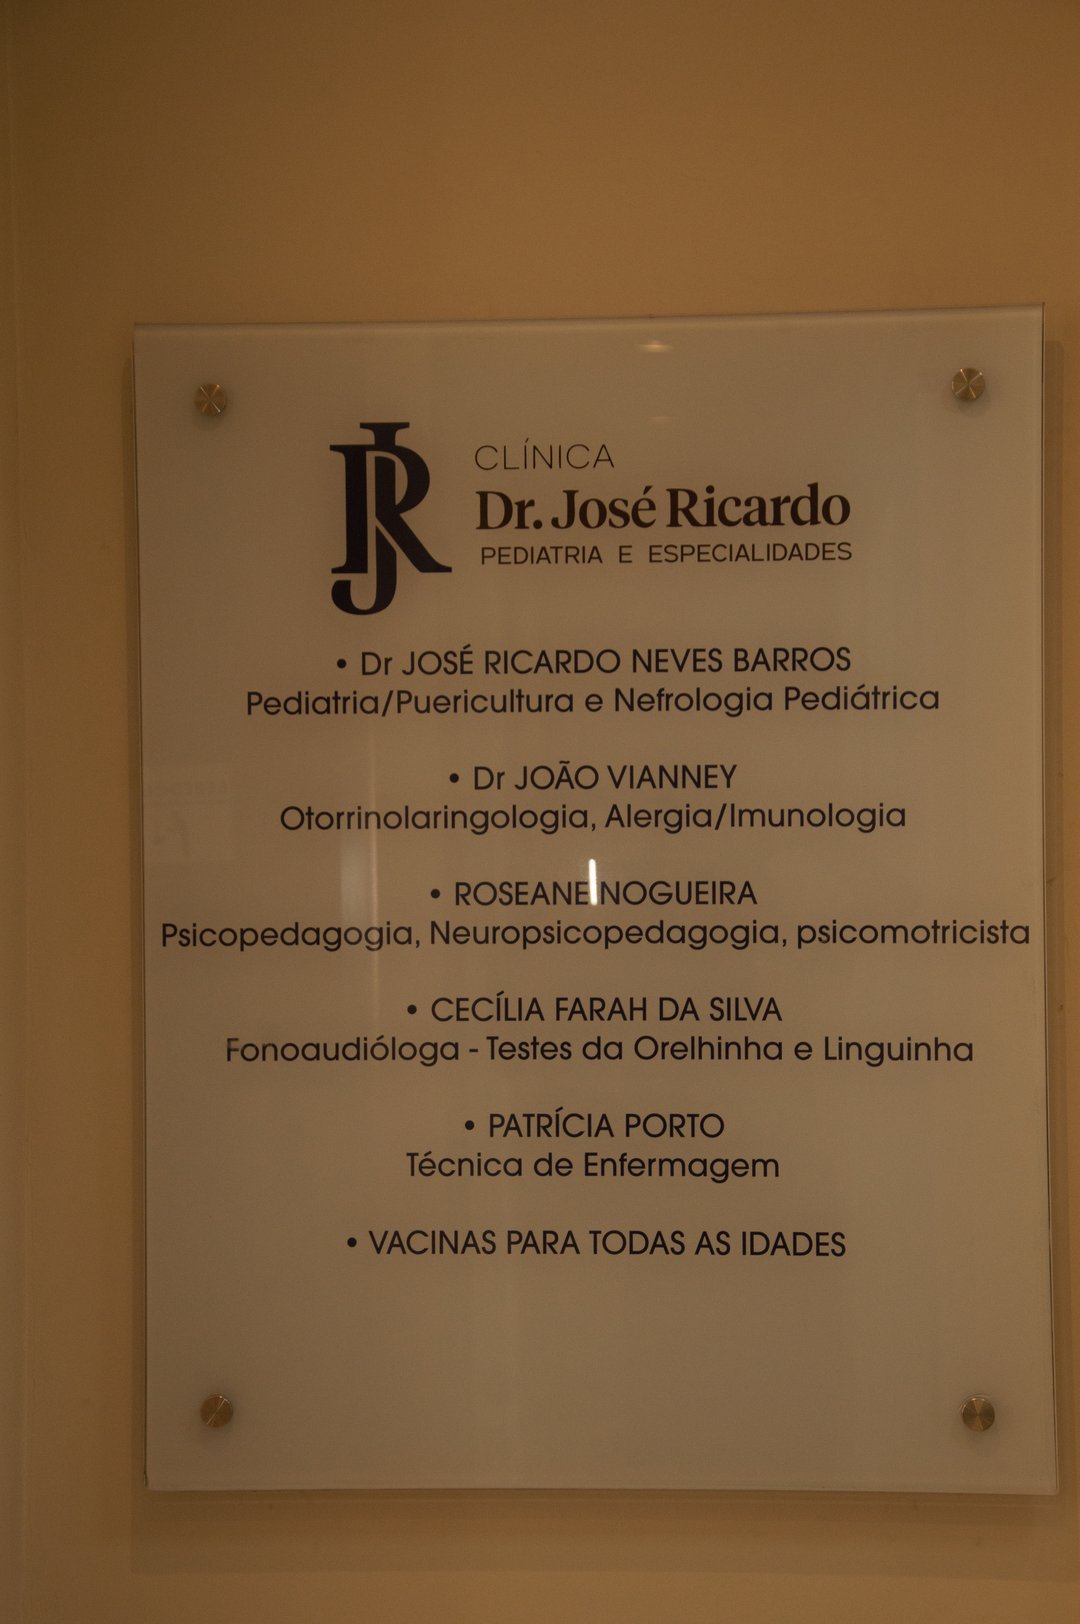 JR
CLÍNICA
Dr. José Ricardo
PEDIATRIA E ESPECIALIDADES
• Dr JOSÉ RICARDO NEVES BARROS
Pediatria/Puericultura e Nefrologia Pediátrica
• Dr JOÃO VIANNEY
Otorrinolaringologia, Alergia/Imunologia
• ROSEANE NOGUEIRA
Psicopedagogia, Neuropsicopedagogia, psicomotricista
• CECÍLIA FARAH DA SILVA
Fonoaudióloga - Testes da Orelhinha e Linguinha
• PATRÍCIA PORTO
Técnica de Enfermagem
• VACINAS PARA TODAS AS IDADES